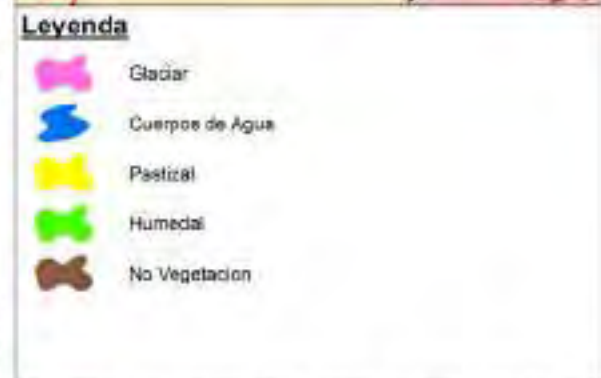 Leyenda
Glaciar
Cuerpos de Agua
Pastizal
Humedal
No Vegetacion